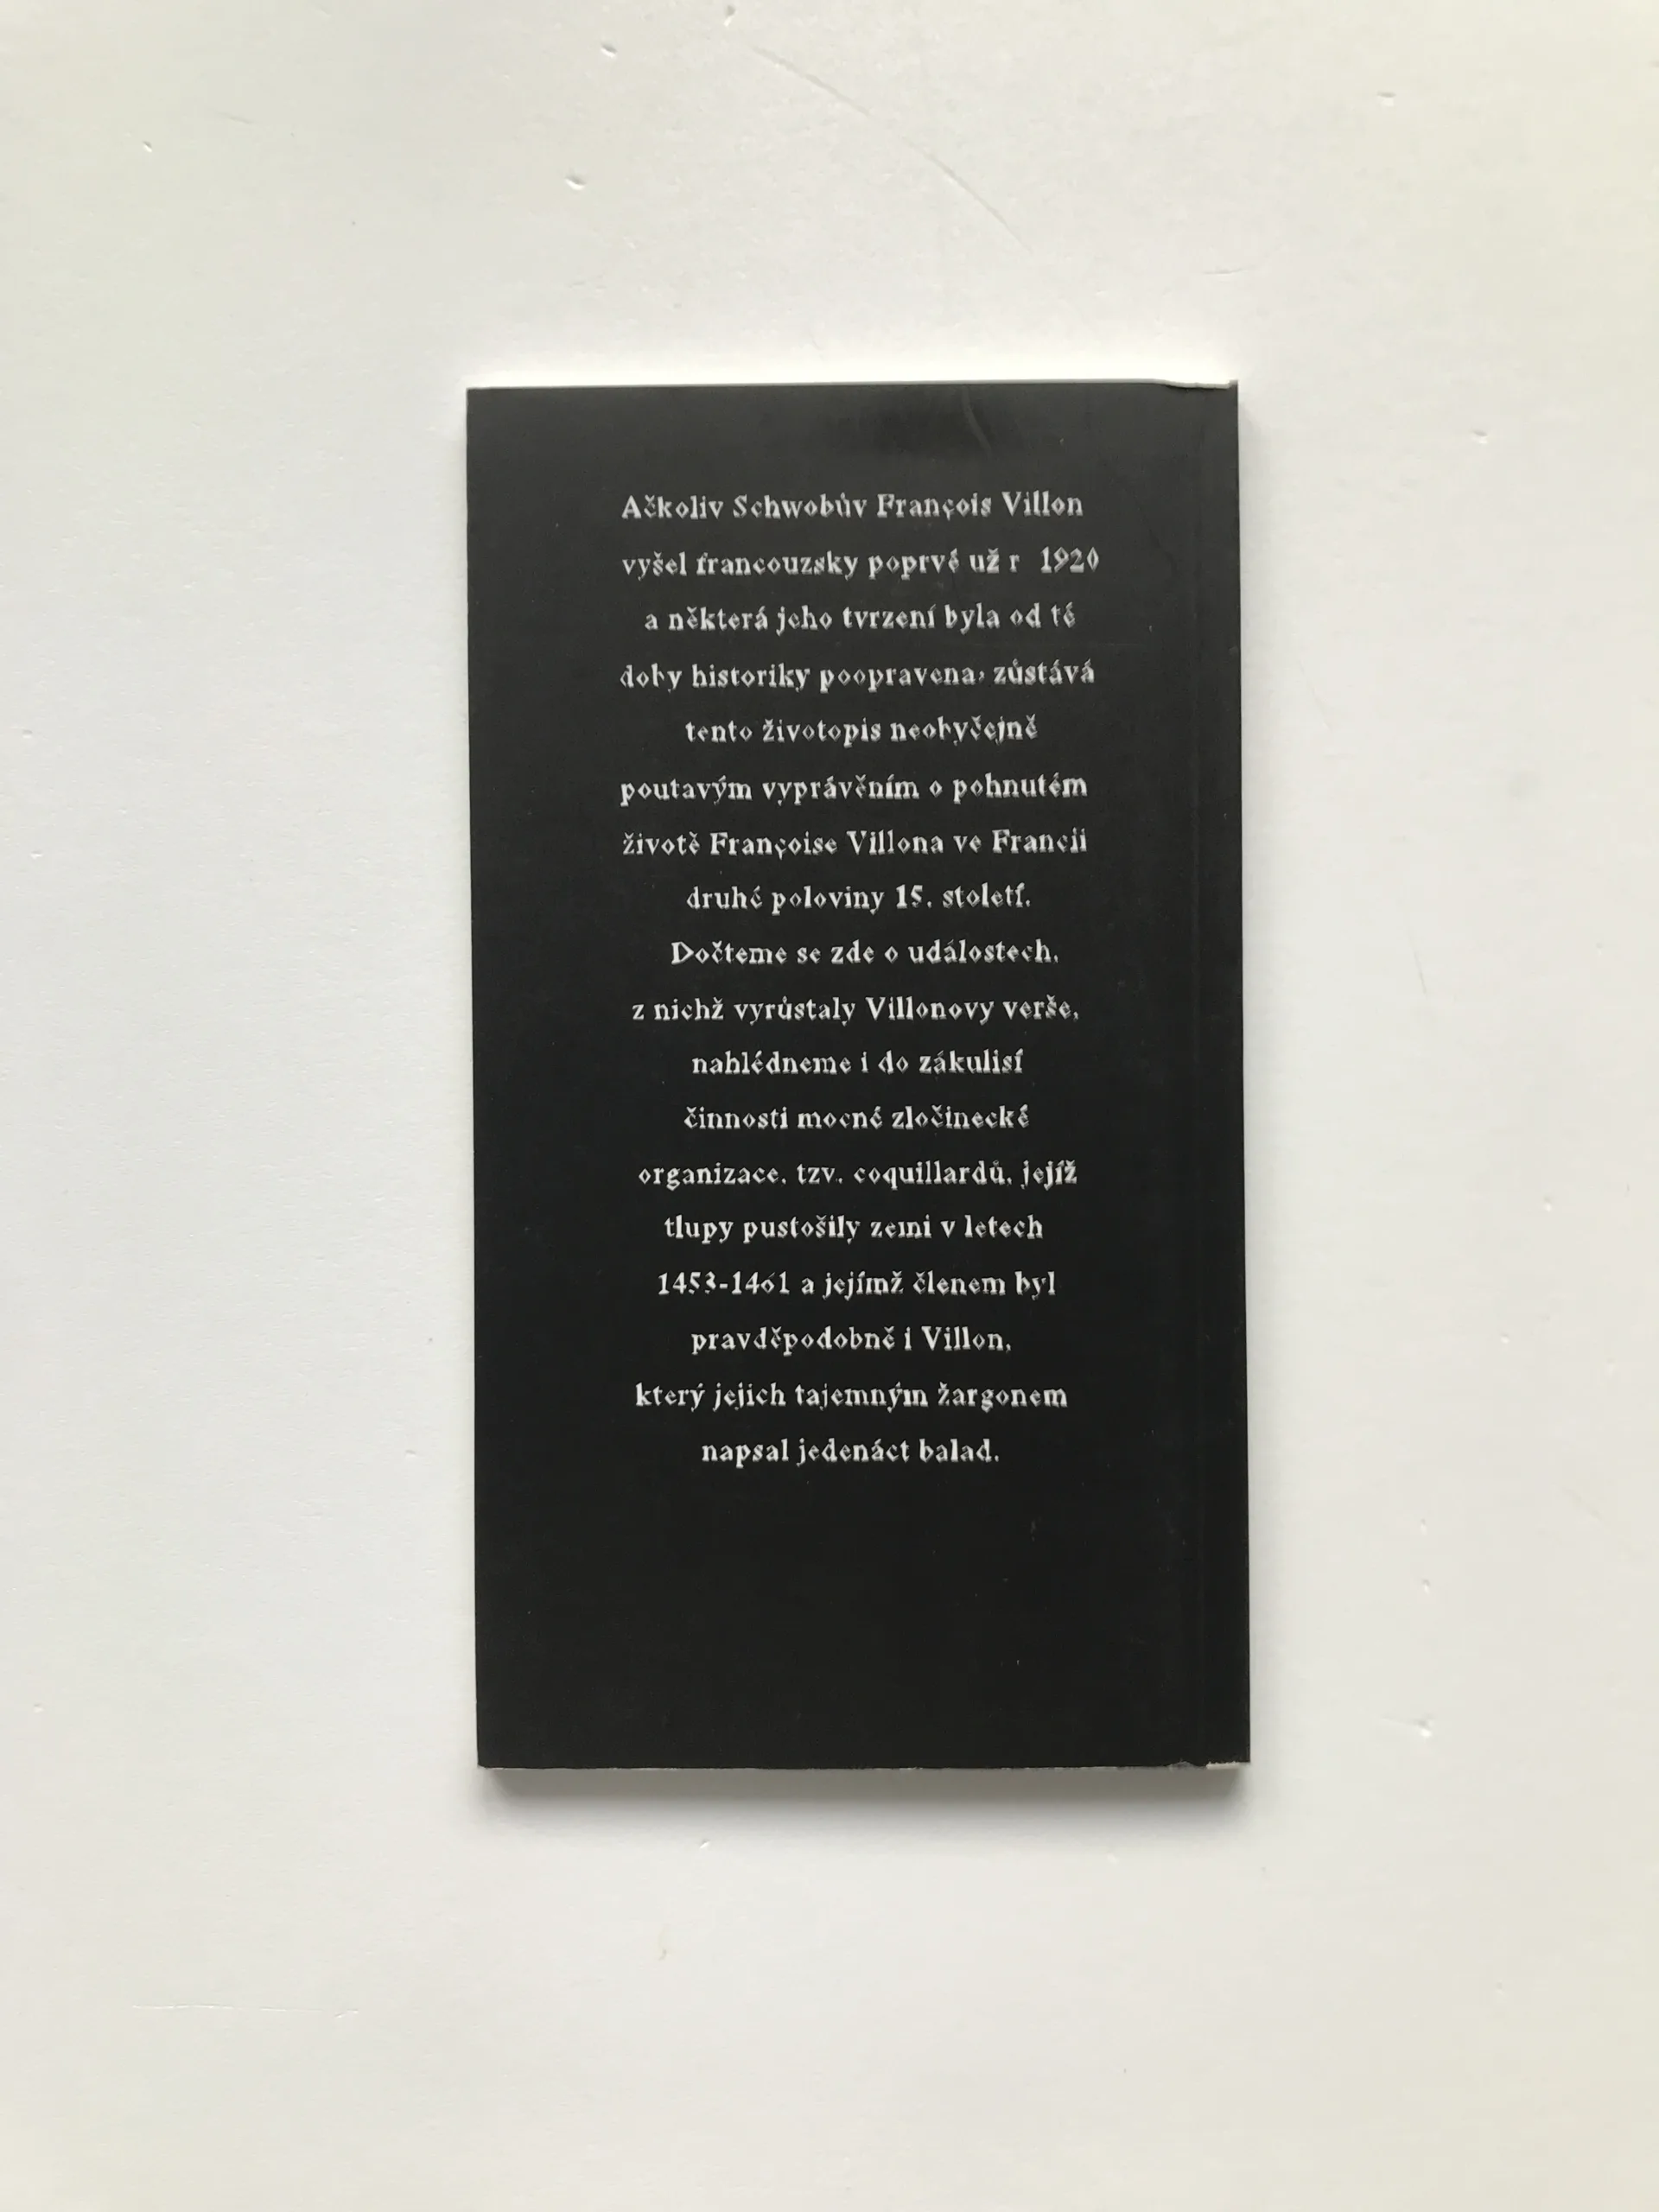 Ačkoliv Schwobův François Villon
vyšel francouzsky poprvé už r 1920
a některá jeho tvrzení byla od té
doby historiky poopravena, zůstává
tento životopis neobyčejně
poutavým vyprávěním o pohnutém
životě Françoise Villona ve Francii
druhé poloviny 15. století.
Dočteme se zde o událostech,
z nichž vyrůstaly Villonovy verše,
nahlédneme i do zákulisí
činnosti mocné zločinecké
organizace, tzv. coquillardů, jejíž
tlupy pustošily zemi v letech
1453-1461 a jejímž členem byl
pravděpodobně i Villon,
který jejich tajemným žargonem
napsal jedenáct balad.